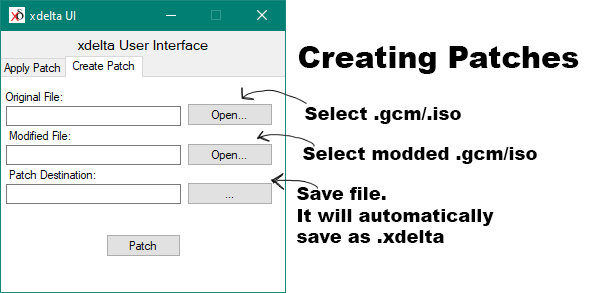 xdelta UI
xdelta User Interface
Apply Patch Create Patch
Original File:
Open...
Modified File:
Open...
Patch Destination:
...
Patch
Creating Patches
Select .gcm/.iso
Select modded .gcm/iso
Save file.
It will automatically
save as .xdelta